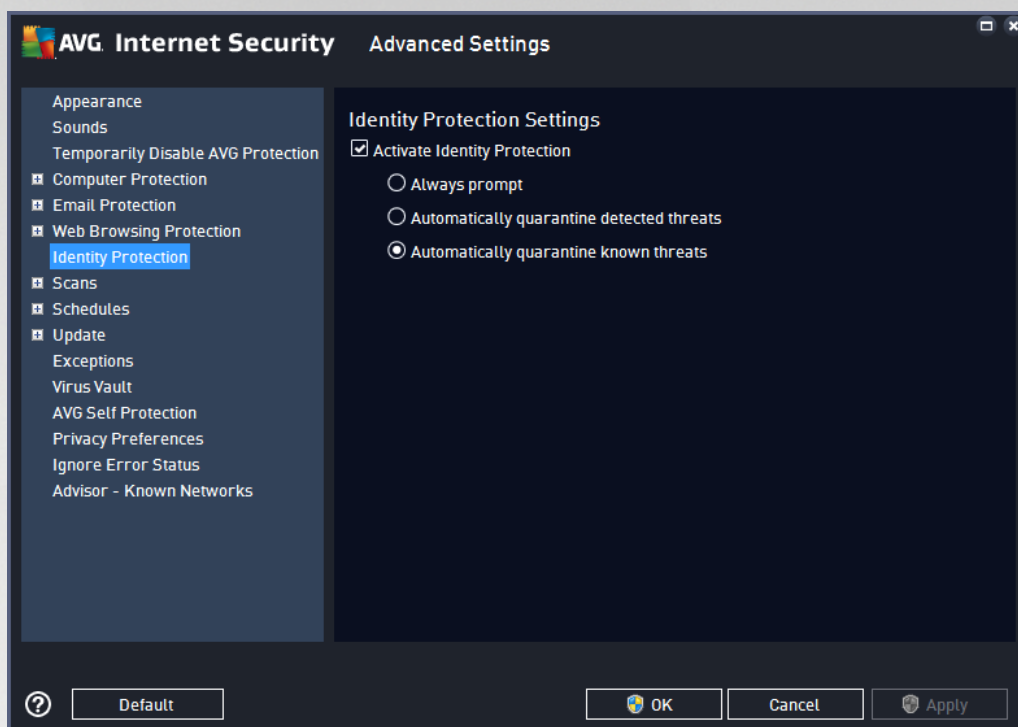 AVG. Internet Security Advanced Settings
Appearance
Sounds
Temporarily Disable AVG Protection
Computer Protection
Email Protection
Web Browsing Protection
Identity Protection
Scans
Schedules
Update
Exceptions
Virus Vault
AVG Self Protection
Privacy Preferences
Ignore Error Status
Advisor - Known Networks
Identity Protection Settings
Activate Identity Protection
Always prompt
Automatically quarantine detected threats
Automatically quarantine known threats
? Default OK Cancel Apply